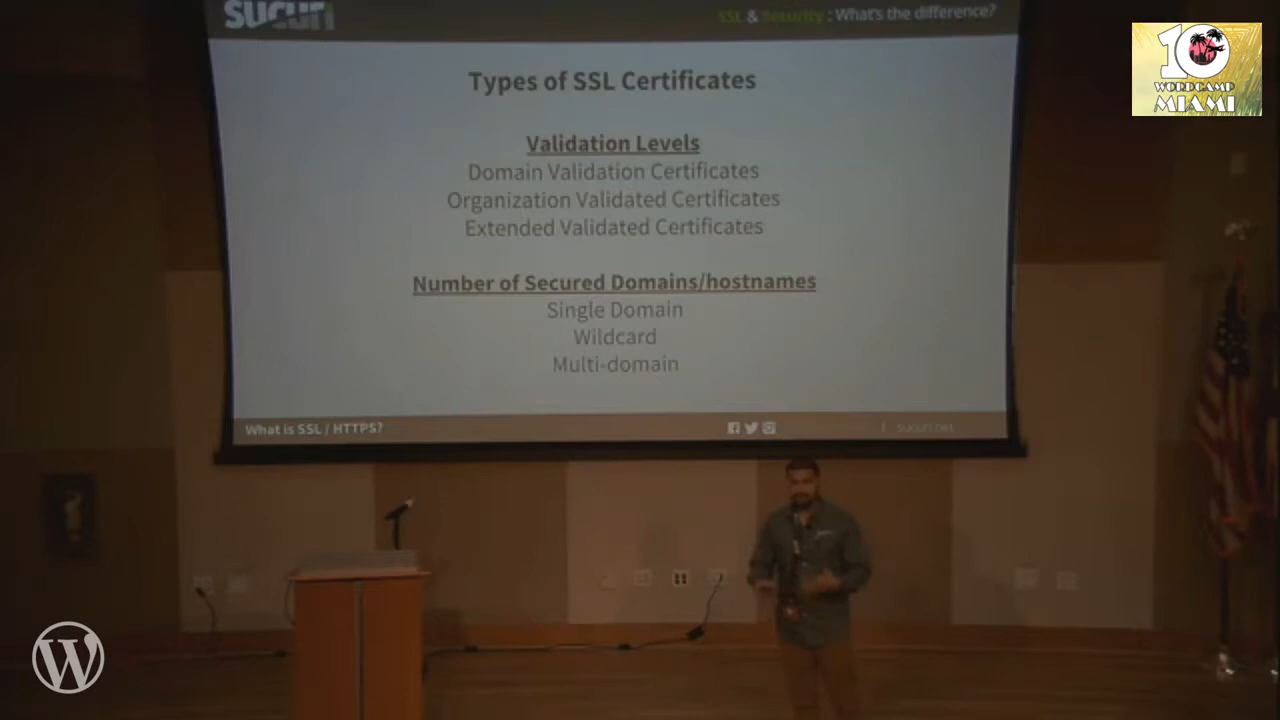 sucuri
SSL & Security : What's the difference?
10
WORDCAMP
MIAMI
Types of SSL Certificates
Validation Levels
Domain Validation Certificates
Organization Validated Certificates
Extended Validated Certificates
Number of Secured Domains/hostnames
Single Domain
Wildcard
Multi-domain
What is SSL / HTTPS?
sucuri.net